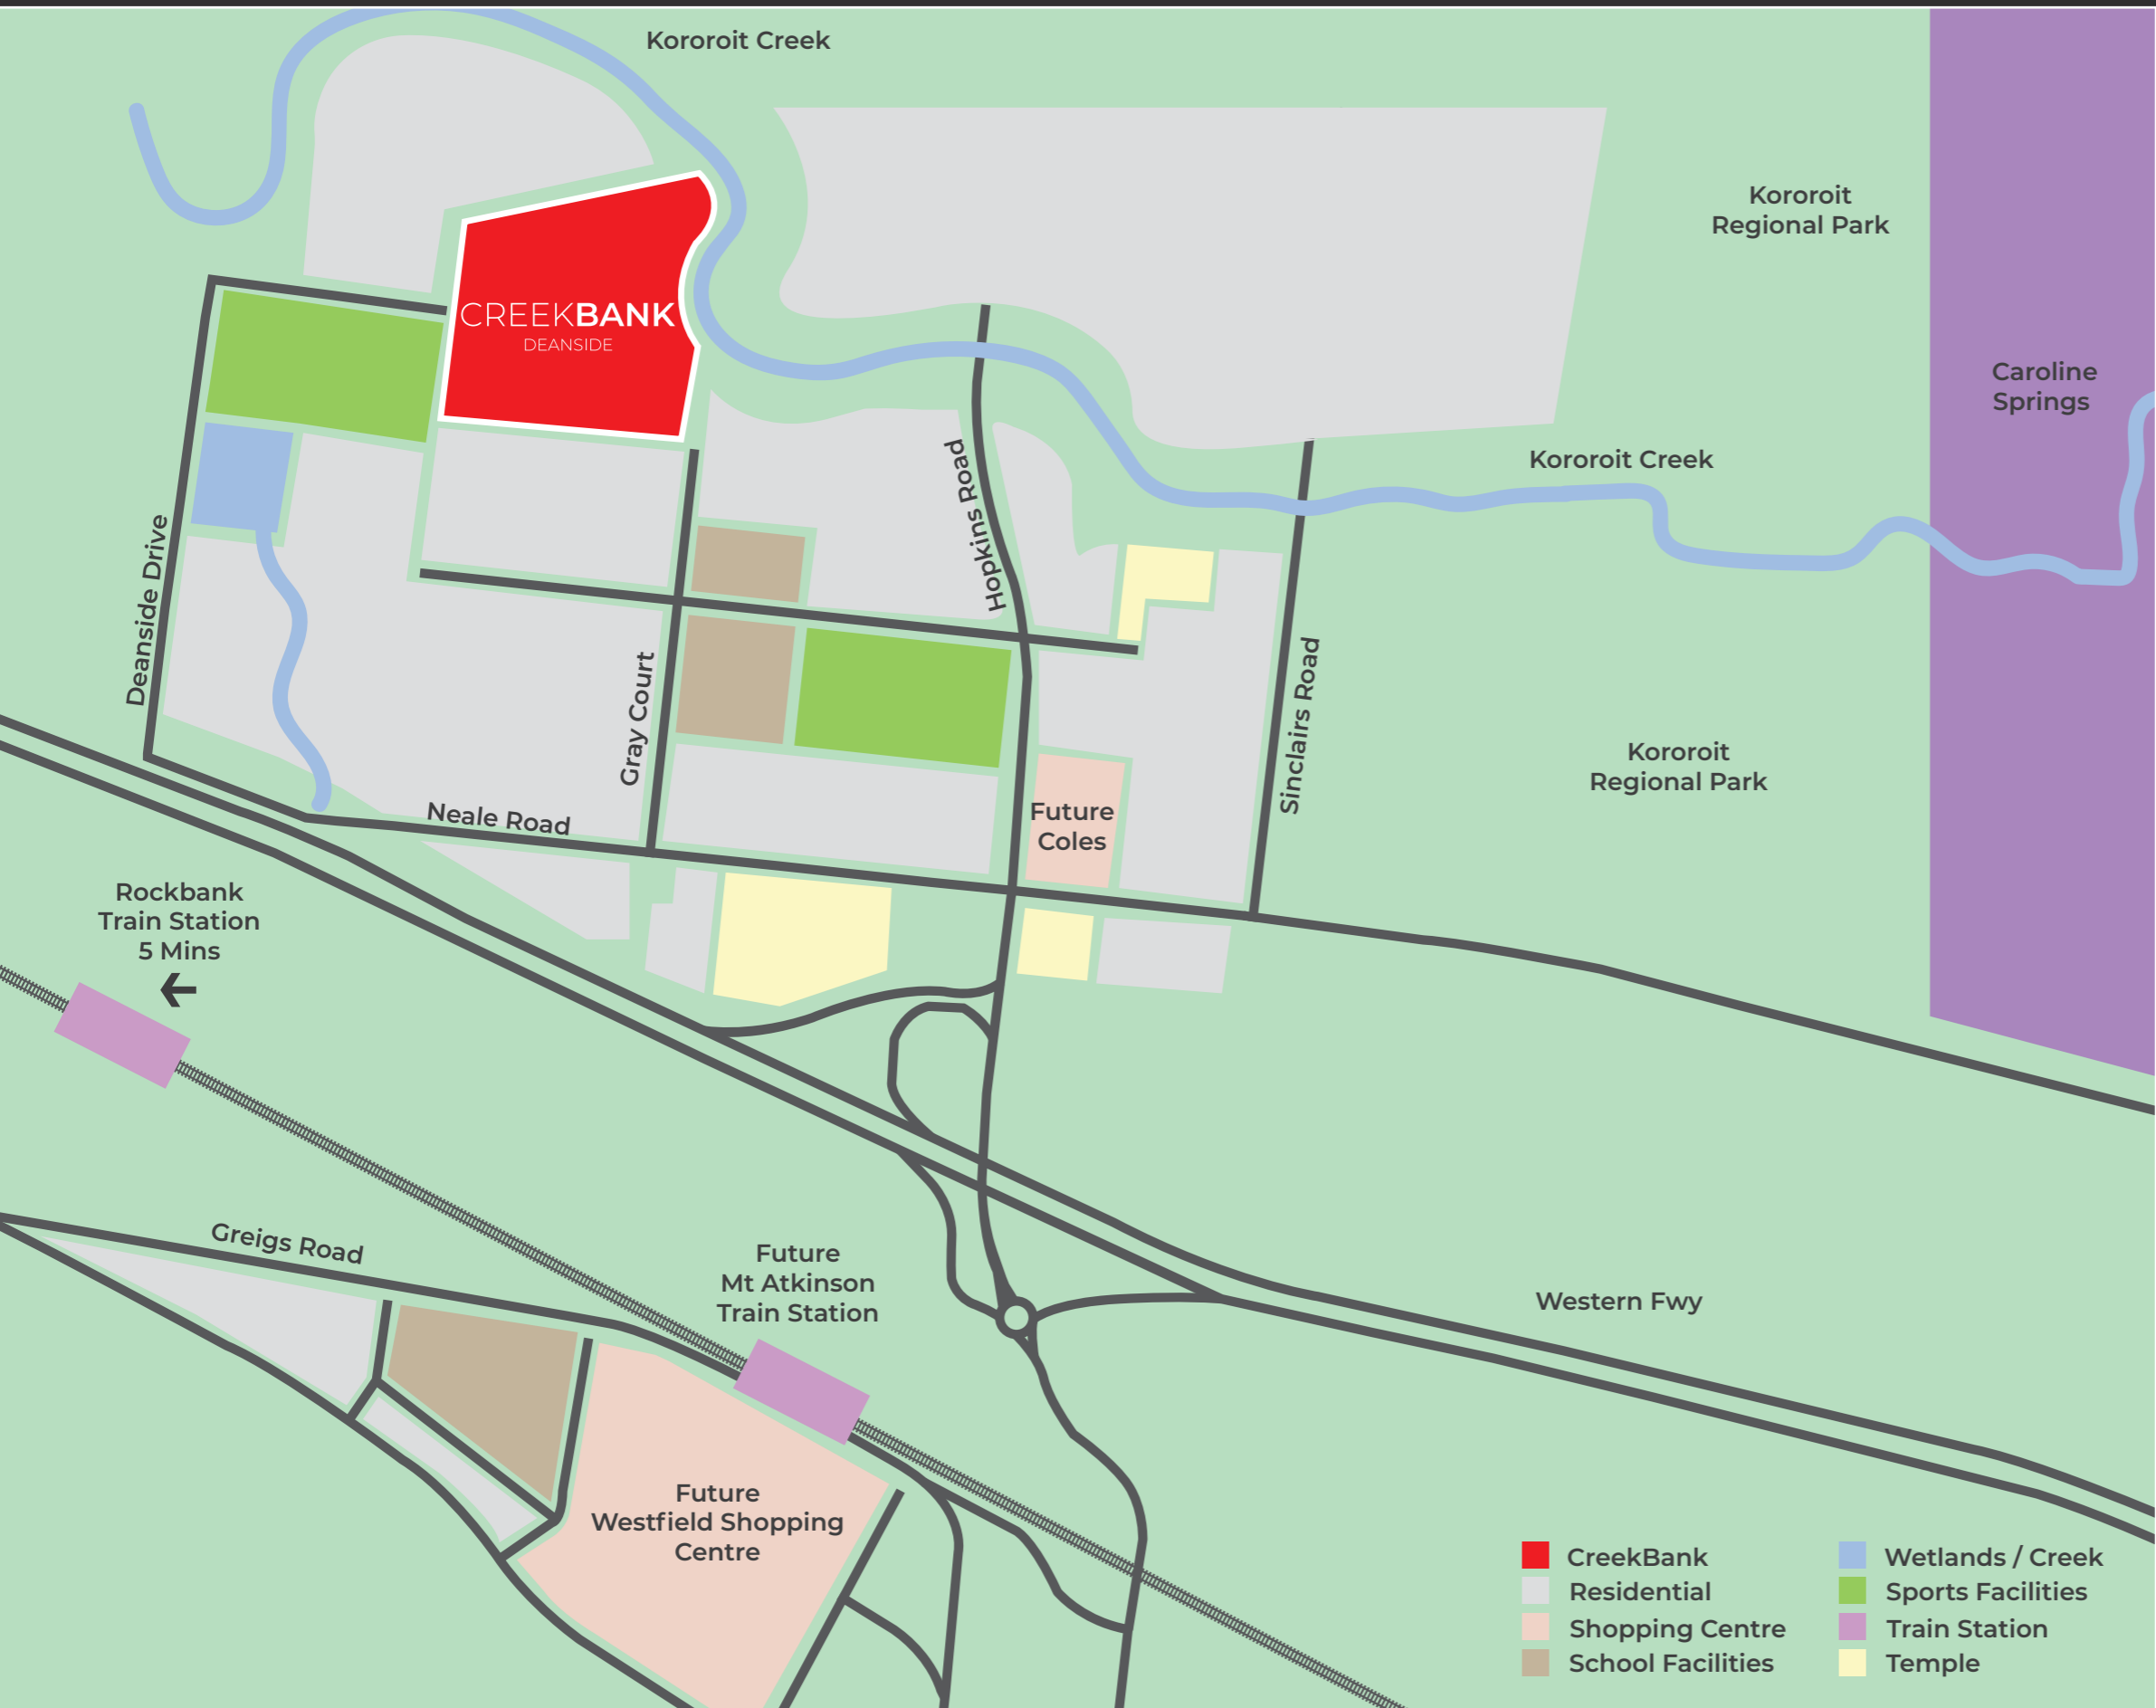 Kororoit Creek
Kororoit
Regional Park
CREEKBANK
DEANSIDE
Caroline
Springs
Hopkins Road
Kororoit Creek
Deanside Drive
Gray Court
Sinclairs Road
Kororoit
Regional Park
Neale Road
Future
Coles
Rockbank
Train Station
5 Mins
Greigs Road
Future
Mt Atkinson
Train Station
Western Fwy
Future
Westfield Shopping
Centre
CreekBank
Residential
Shopping Centre
School Facilities
Wetlands / Creek
Sports Facilities
Train Station
Temple